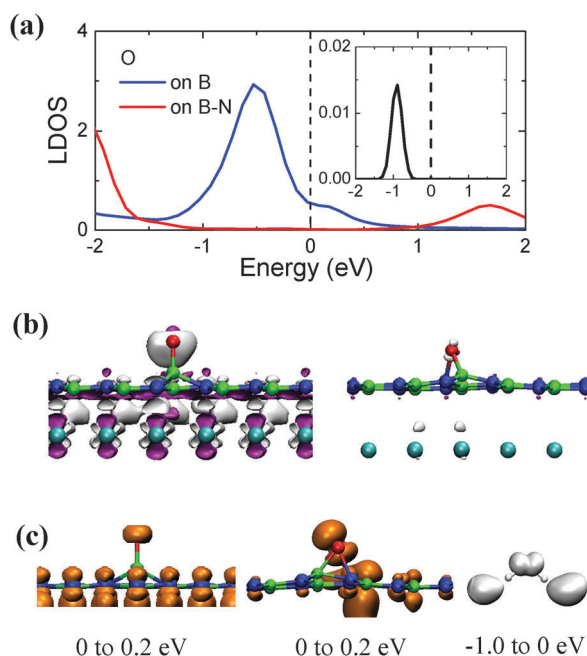 (a)
4
2
0
LDOS
O
on B
on B-N
0.02
0.01
0.00
-2 -1 0 1 2
-2 -1 0 1 2
Energy (eV)
(b)
(c)
0 to 0.2 eV 0 to 0.2 eV -1.0 to 0 eV